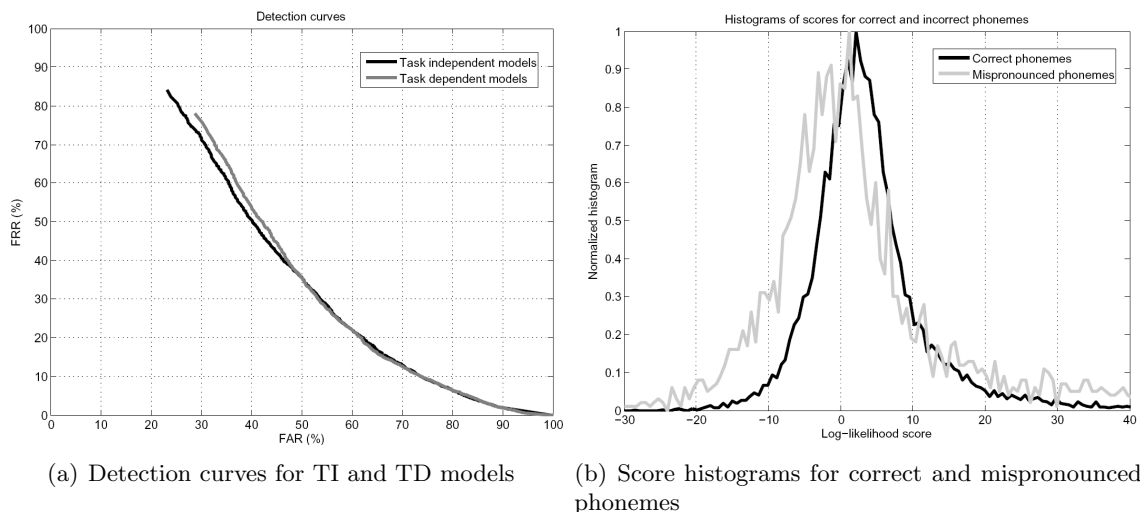 Detection curves
100
90
80
70
60
50
40
30
20
10
0
FRR (%)
Task independent models
Task dependent models
0 10 20 30 40 50 60 70 80 90 100
FAR (%)
(a) Detection curves for TI and TD models
Histograms of scores for correct and incorrect phonemes
1
0.9
0.8
0.7
0.6
0.5
0.4
0.3
0.2
0.1
0
Normalized histogram
Correct phonemes
Mispronounced phonemes
−30 −20 −10 0 10 20 30 40
Log−likelihood score
(b) Score histograms for correct and mispronounced
phonemes